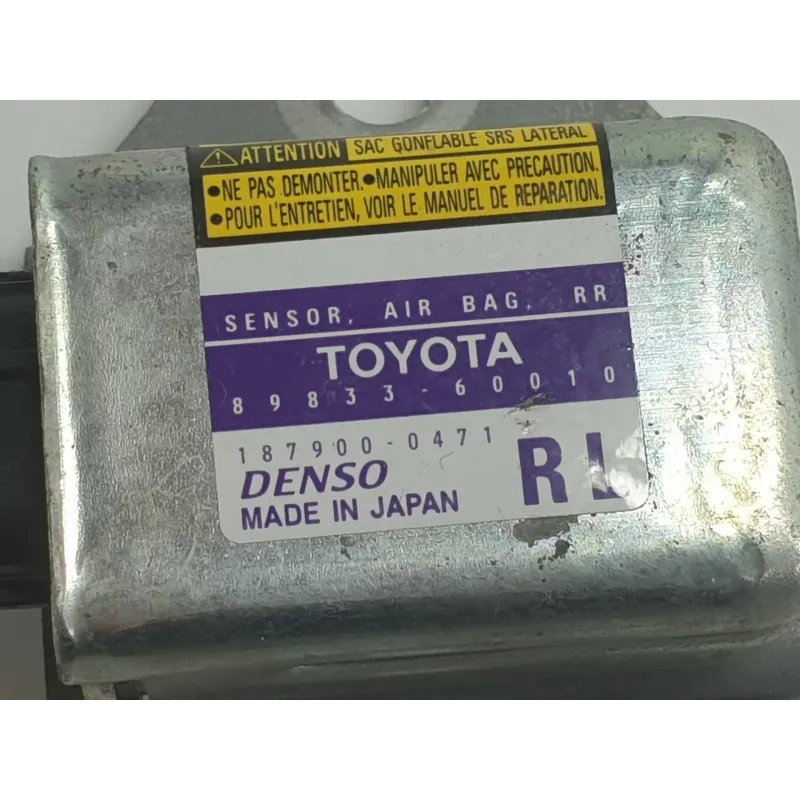 ⚠ ATTENTION SAC GONFLABLE SRS LATERAL
•NE PAS DEMONTER.•MANIPULER AVEC PRECAUTION.
•POUR L'ENTRETIEN, VOIR LE MANUEL DE REPARATION.
SENSOR, AIR BAG, RR
TOYOTA
89833-60010
187900-0471
DENSO
RL
MADE IN JAPAN